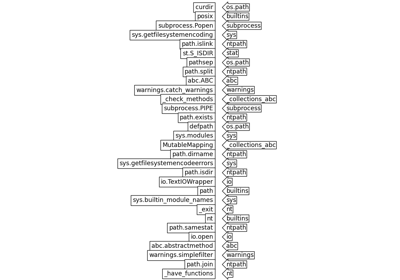 curdir os.path
posix builtins
subprocess.Popen subprocess
sys.getfilesystemencoding sys
path.islink ntpath
st.S_ISDIR stat
pathsep os.path
path.split ntpath
abc.ABC abc
warnings.catch_warnings warnings
_check_methods _collections_abc
subprocess.PIPE subprocess
path.exists ntpath
defpath os.path
sys.modules sys
MutableMapping _collections_abc
path.dirname ntpath
sys.getfilesystemencodeerrors sys
path.isdir ntpath
io.TextIOWrapper io
path builtins
sys.builtin_module_names sys
_exit nt
nt builtins
path.samestat ntpath
io.open io
abc.abstractmethod abc
warnings.simplefilter warnings
path.join ntpath
_have_functions nt